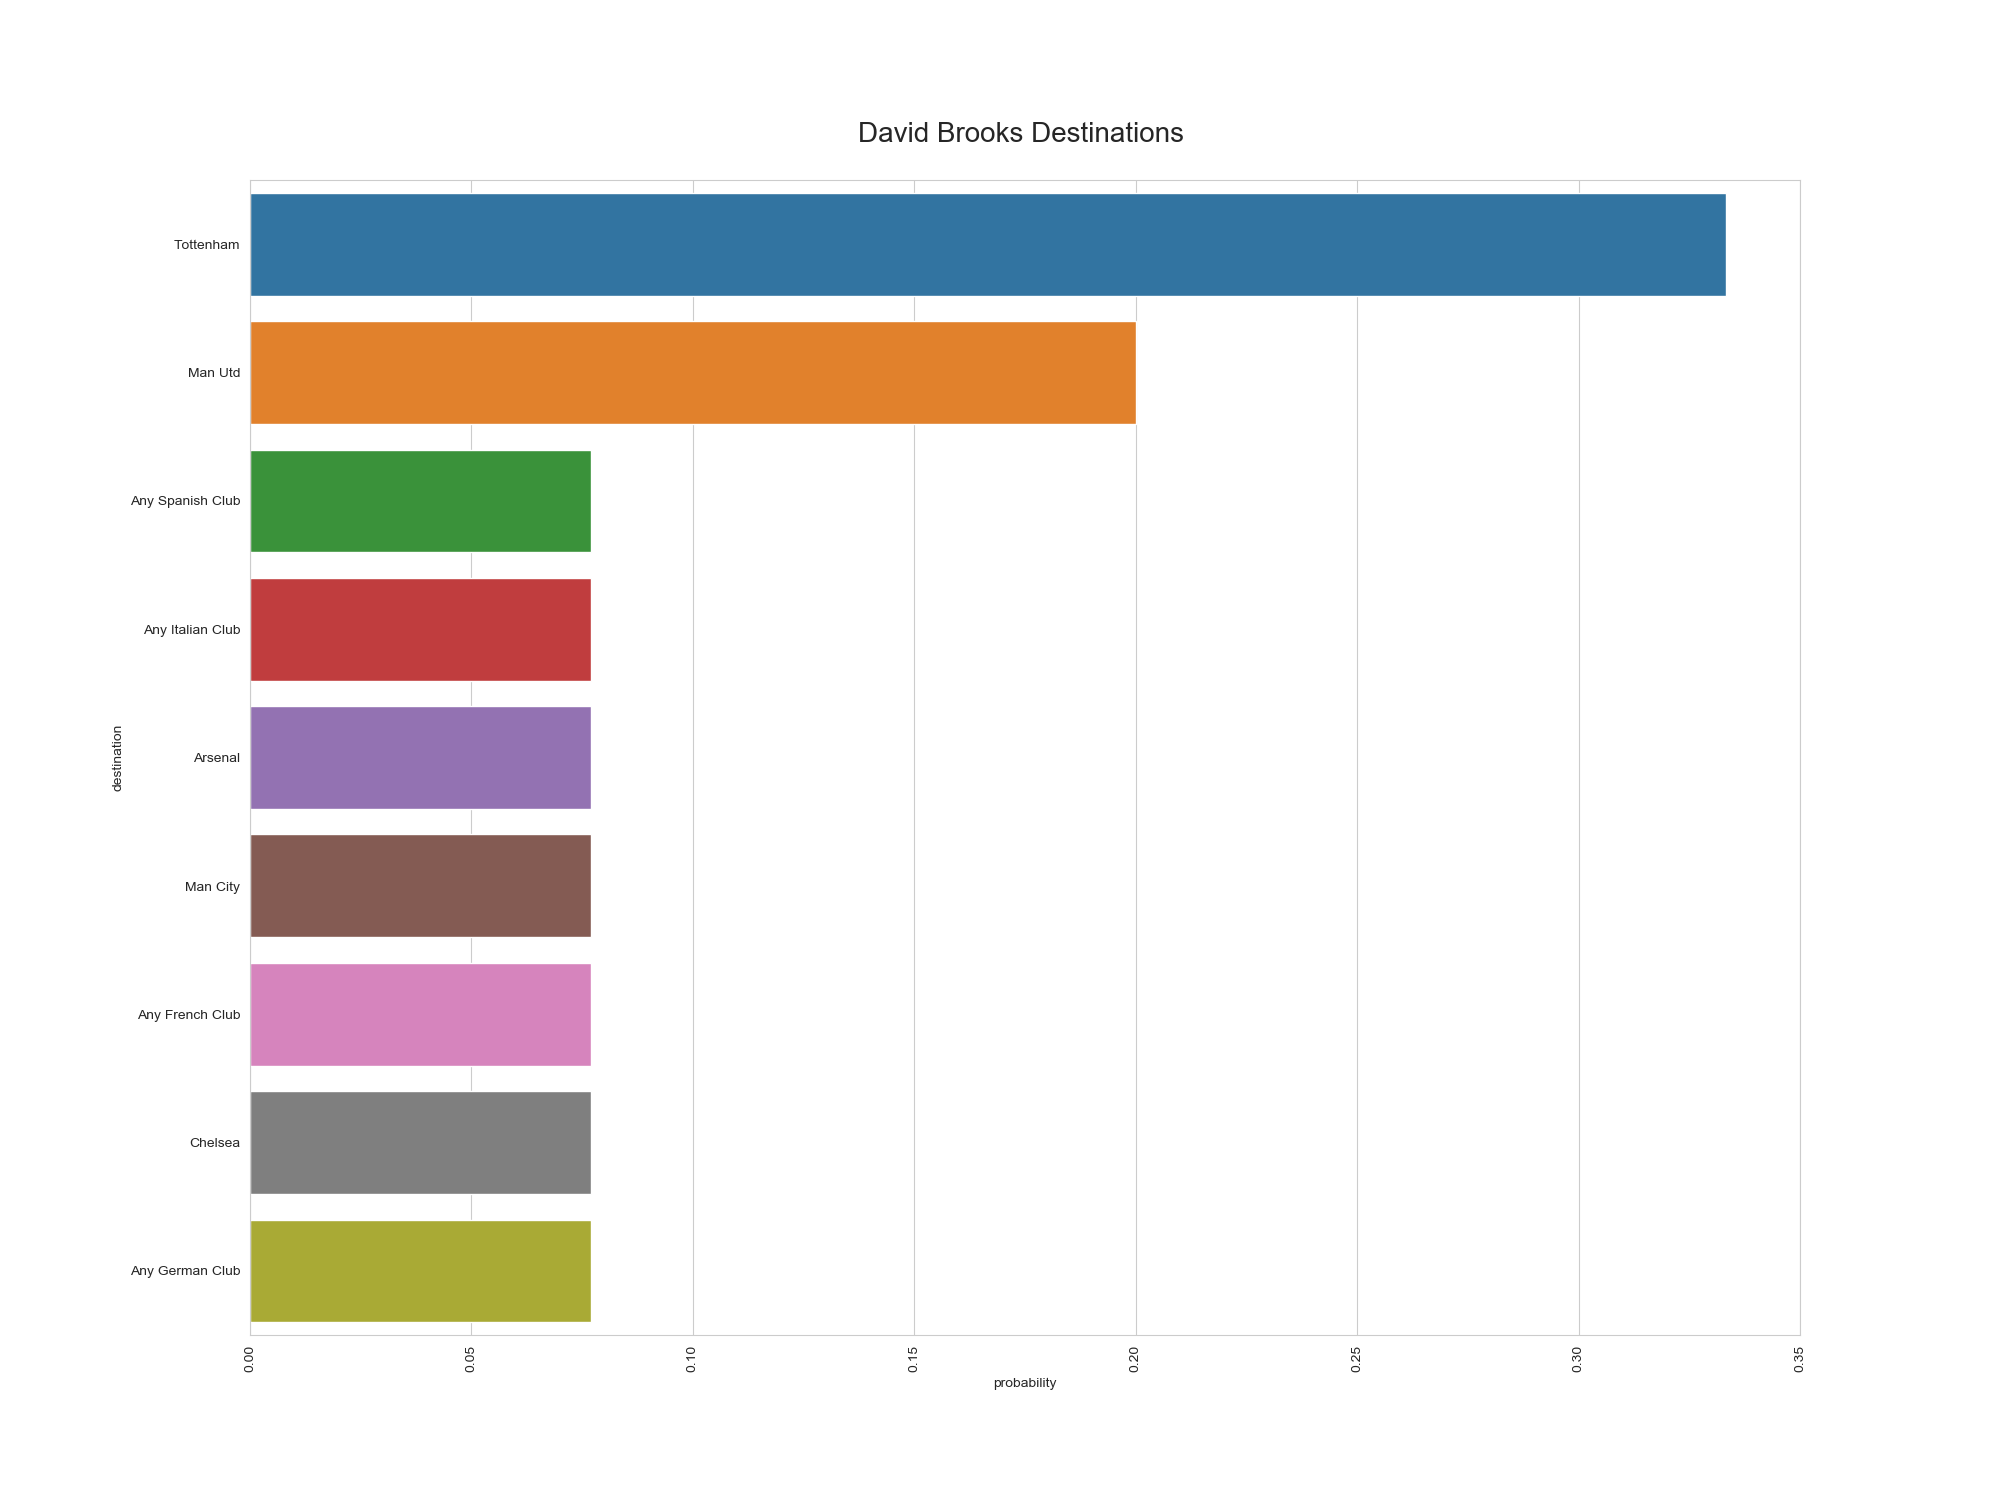 David Brooks Destinations
Tottenham
Man Utd
Any Spanish Club
Any Italian Club
Arsenal
Man City
Any French Club
Chelsea
Any German Club
destination
0.00
0.05
0.10
0.15
0.20
0.25
0.30
0.35
probability